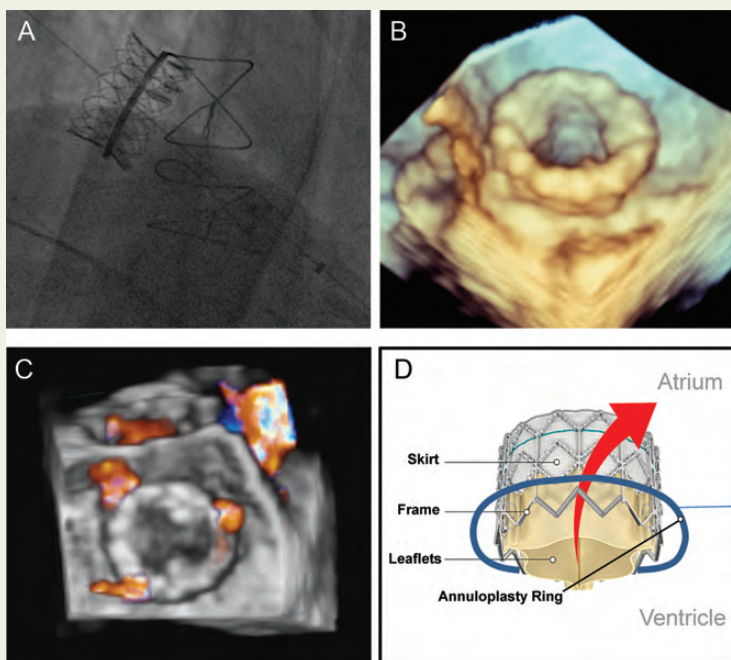 A
B
C
D
Atrium
Skirt
Frame
Leaflets
Annuloplasty Ring
Ventricle